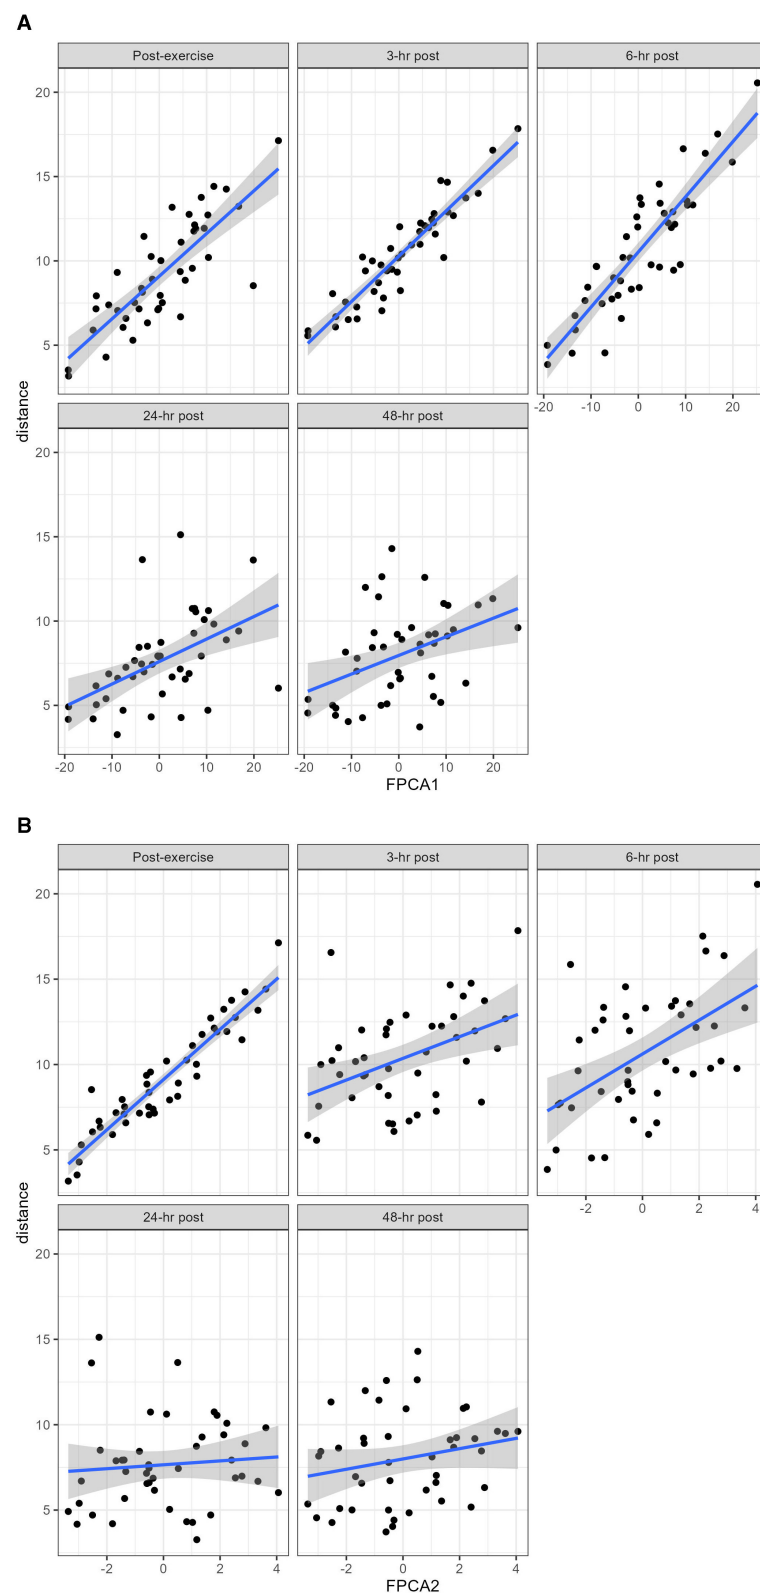 A
Post-exercise 3-hr post 6-hr post
20
15
10
5
-20 -10 0 10 20
distance
24-hr post 48-hr post
20
15
10
5
-20 -10 0 10 20 -20 -10 0 10 20
FPCA1
B
Post-exercise 3-hr post 6-hr post
20
15
10
5
-2 0 2 4
distance
24-hr post 48-hr post
20
15
10
5
-2 0 2 4 -2 0 2 4
FPCA2